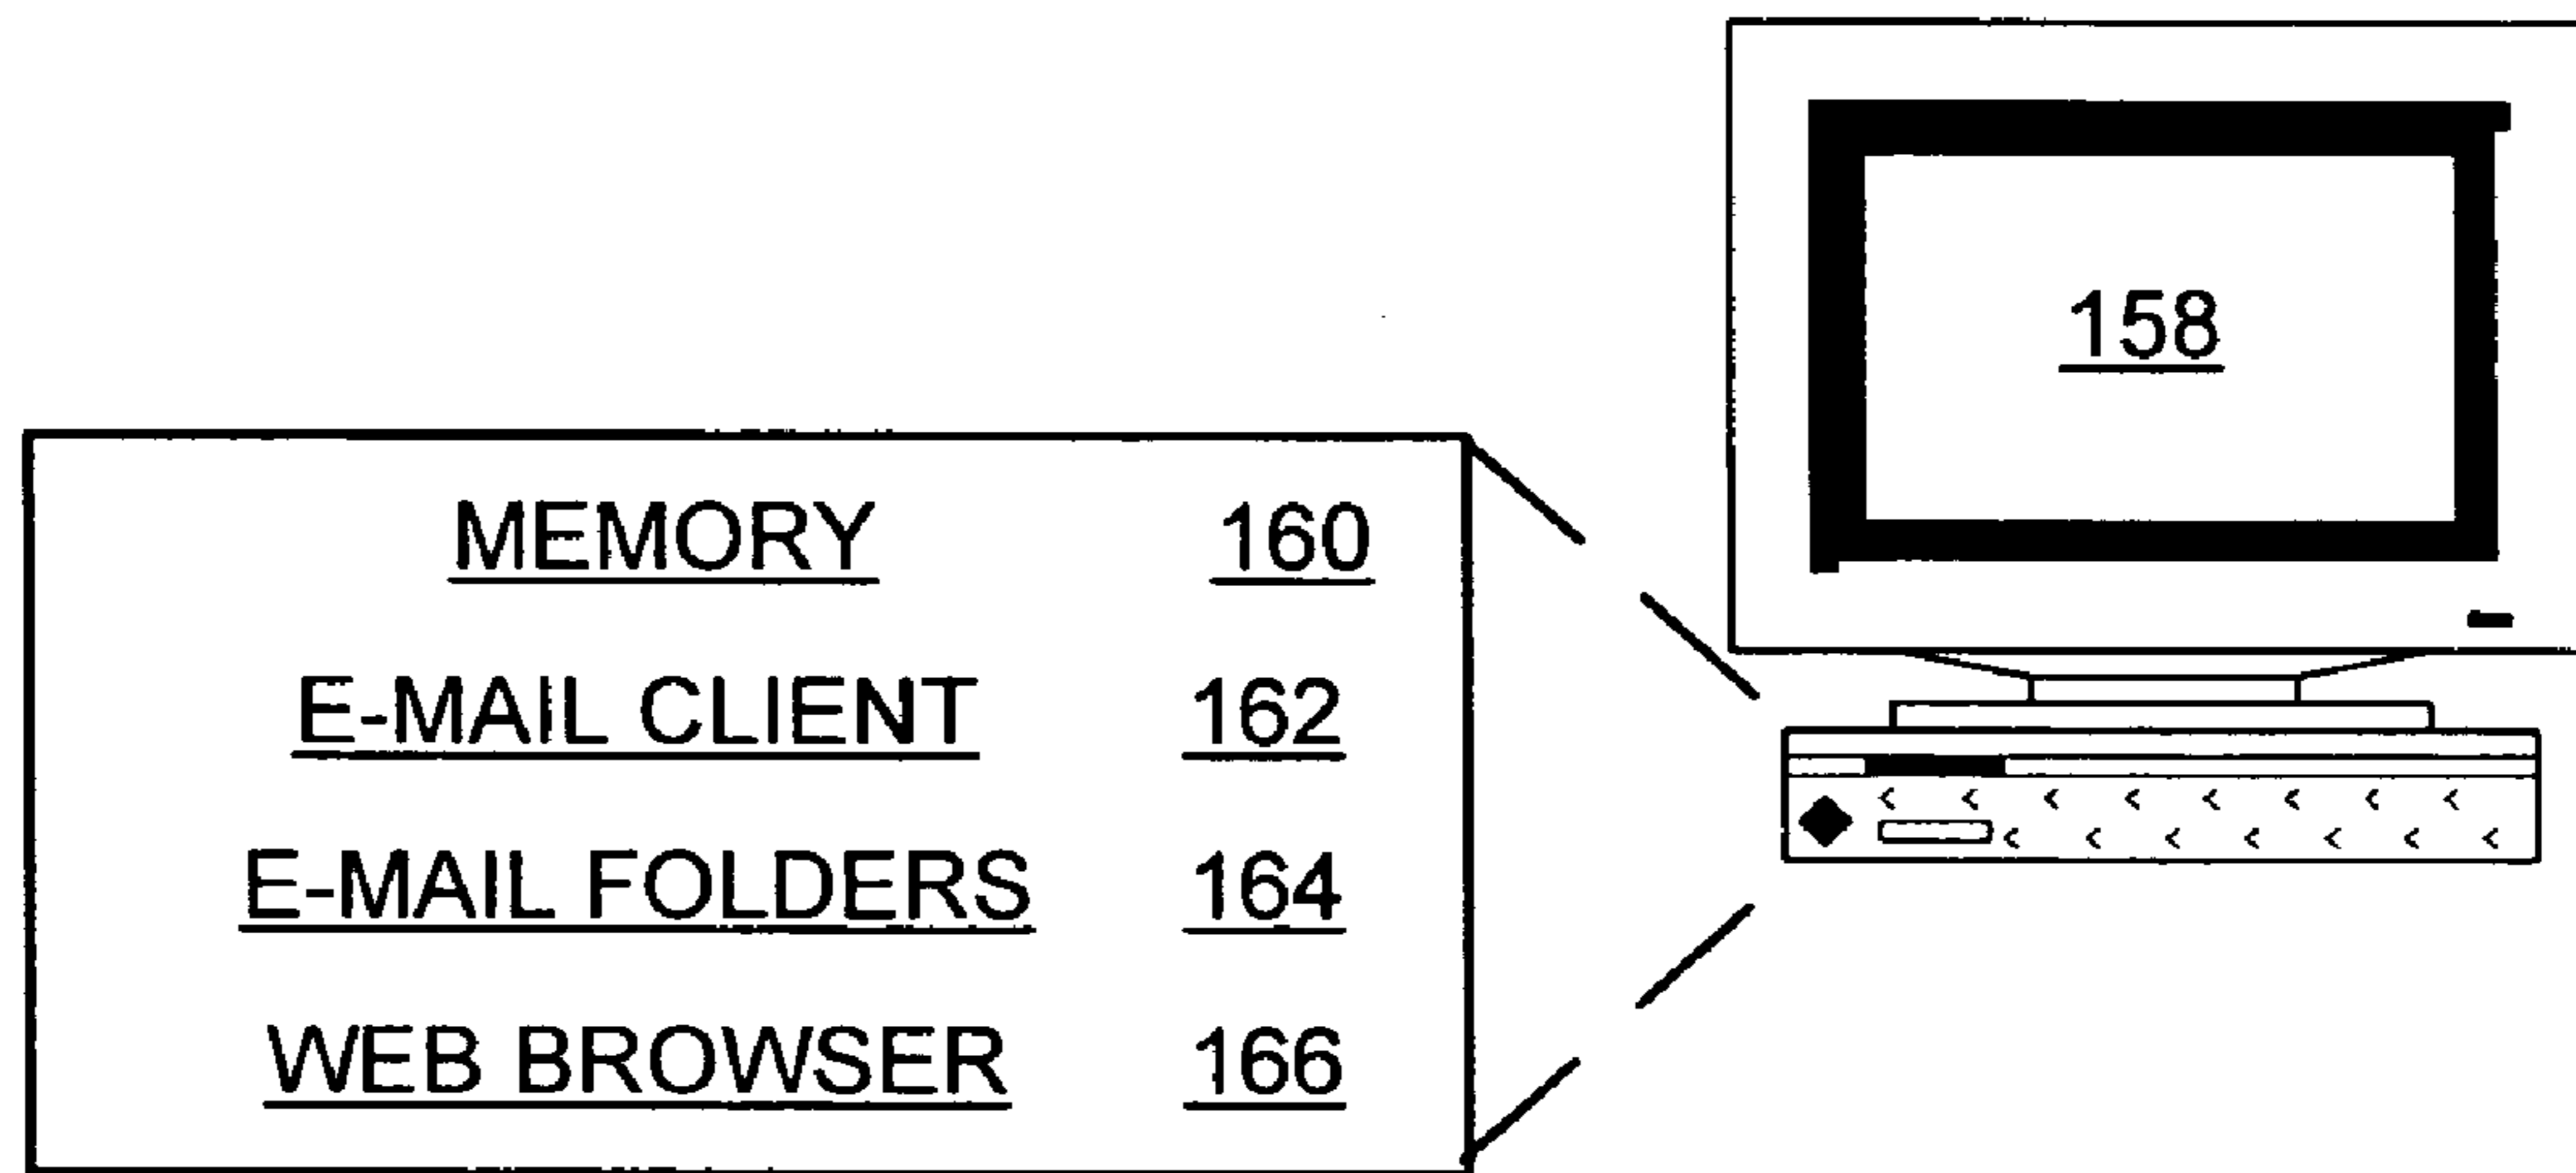 158
MEMORY 160
E-MAIL CLIENT 162
E-MAIL FOLDERS 164
WEB BROWSER 166